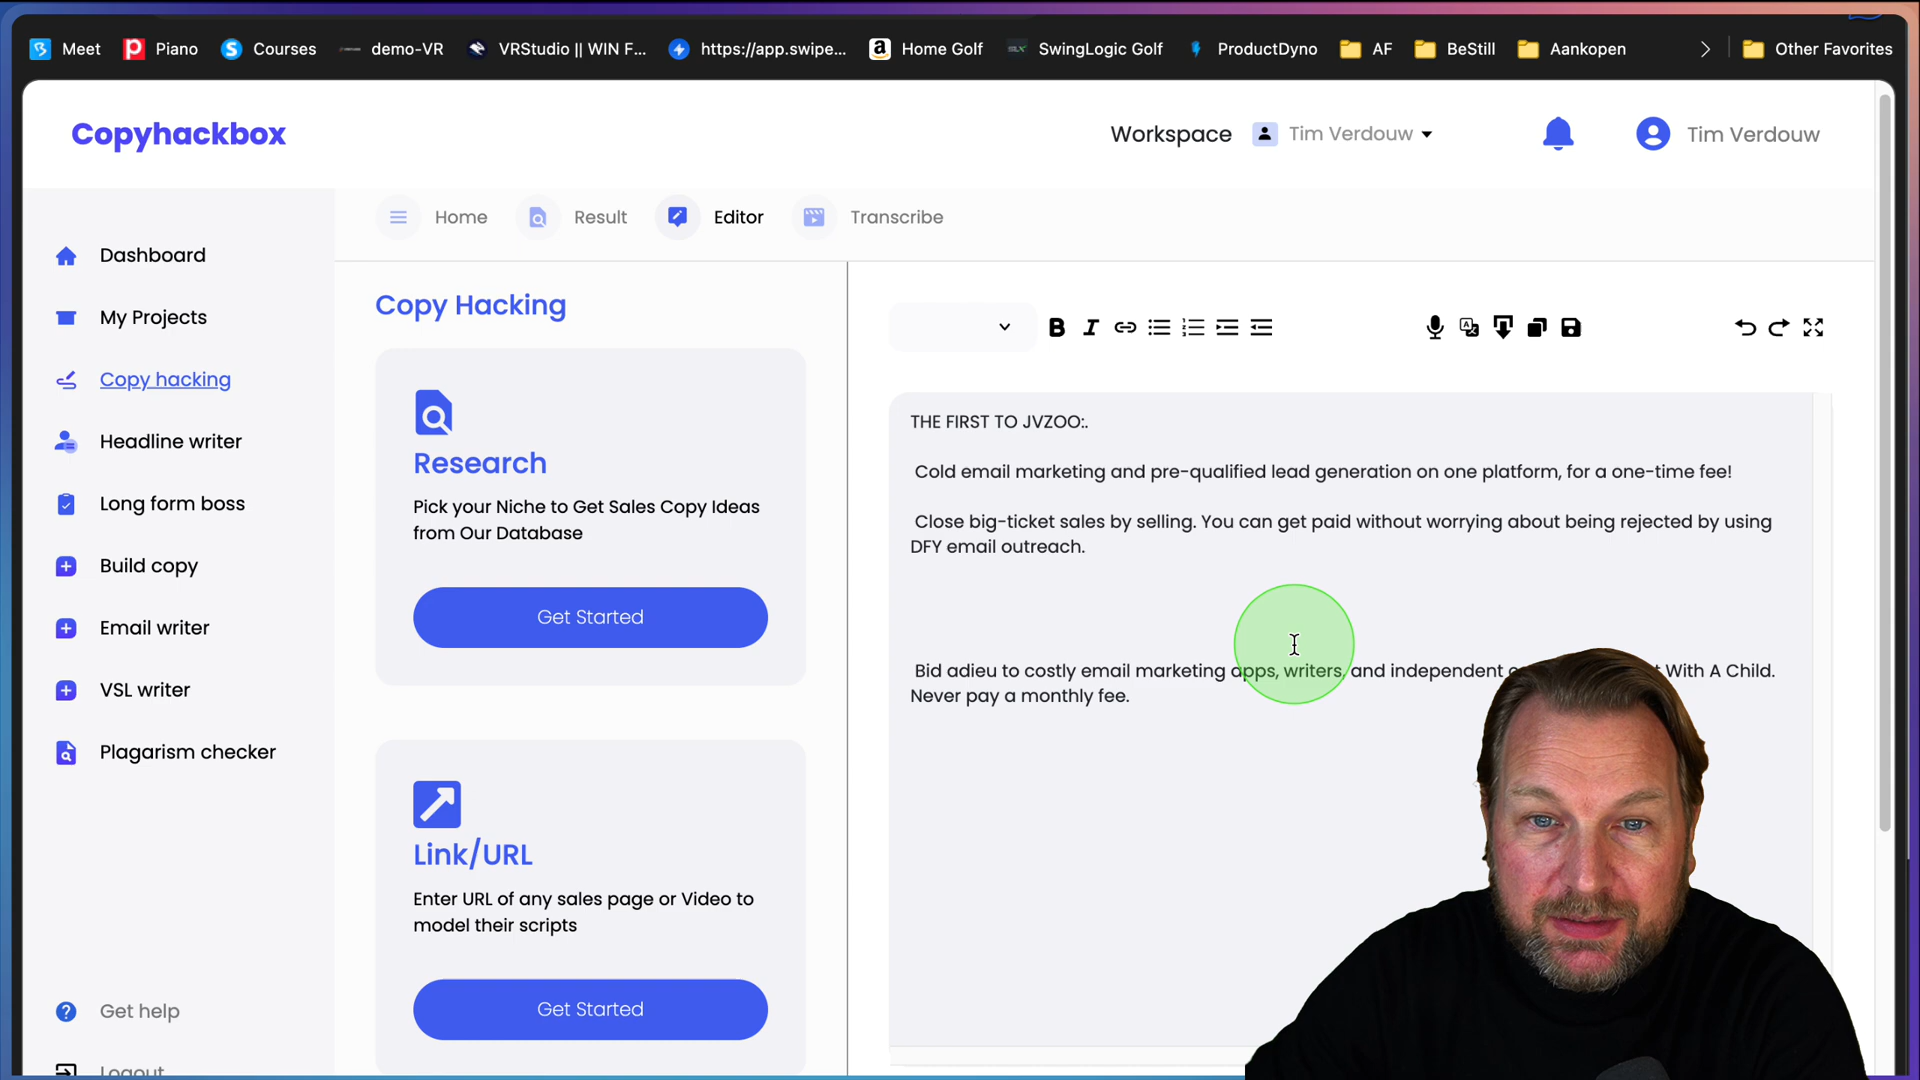 Meet Piano Courses demo-VR VRStudio || WIN F... https://app.swipe... Home Golf SwingLogic Golf ProductDyno AF BeStill Aankopen Other Favorites
Copyhackbox
Workspace Tim Verdouw Tim Verdouw
Home Result Editor Transcribe
Dashboard
My Projects
Copy hacking
Headline writer
Long form boss
Build copy
Email writer
VSL writer
Plagarism checker
Get help
Logout
Copy Hacking
Research
Pick your Niche to Get Sales Copy Ideas
from Our Database
Get Started
Link/URL
Enter URL of any sales page or Video to
model their scripts
Get Started
THE FIRST TO JVZOO:.
Cold email marketing and pre-qualified lead generation on one platform, for a one-time fee!
Close big-ticket sales by selling. You can get paid without worrying about being rejected by using
DFY email outreach.
Bid adieu to costly email marketing apps, writers, and independent With A Child.
Never pay a monthly fee.